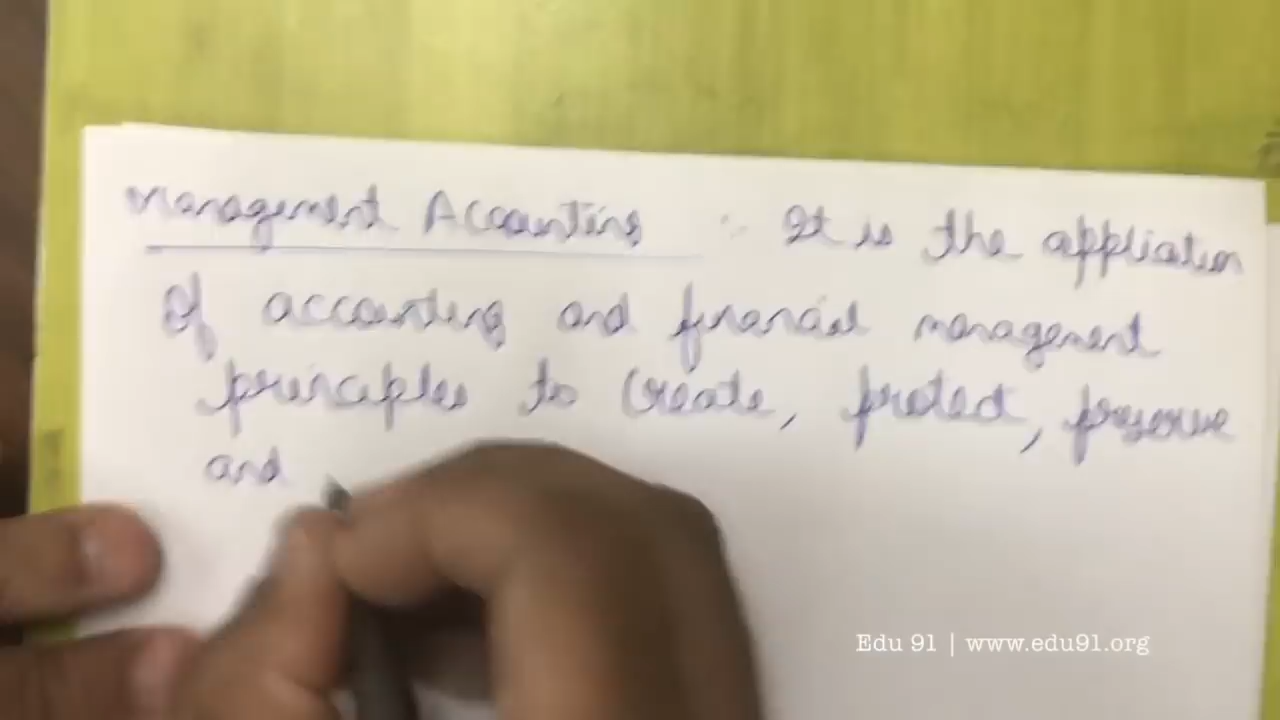 Management Accounting : It is the appliation
of accounting and financial management
principles to create, protect, preserve
and
Edu 91 | www.edu91.org